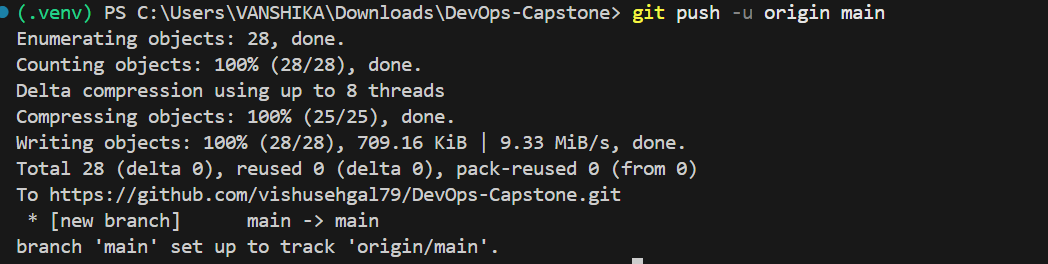 (.venv) PS C:\Users\VANSHIKA\Downloads\DevOps-Capstone> git push -u origin main
Enumerating objects: 28, done.
Counting objects: 100% (28/28), done.
Delta compression using up to 8 threads
Compressing objects: 100% (25/25), done.
Writing objects: 100% (28/28), 709.16 KiB | 9.33 MiB/s, done.
Total 28 (delta 0), reused 0 (delta 0), pack-reused 0 (from 0)
To https://github.com/vishusehgal79/DevOps-Capstone.git
 * [new branch]      main -> main
branch 'main' set up to track 'origin/main'.